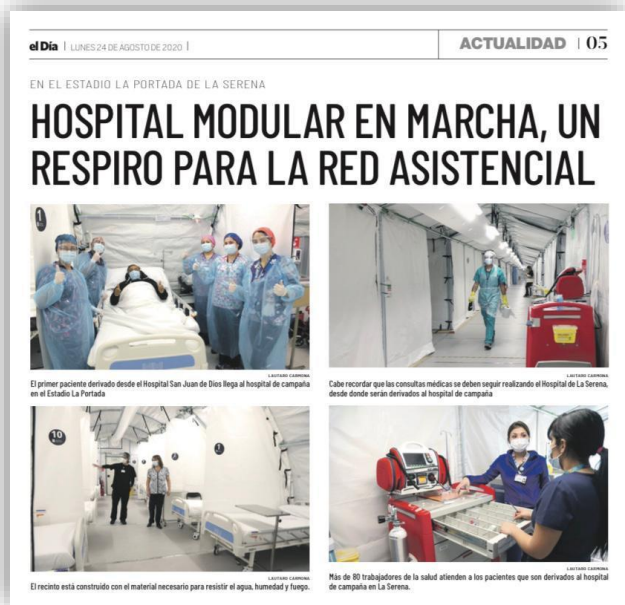 el Día | LUNES 24 DE AGOSTO DE 2020 |
ACTUALIDAD | 05
EN EL ESTADIO LA PORTADA DE LA SERENA
HOSPITAL MODULAR EN MARCHA, UN
RESPIRO PARA LA RED ASISTENCIAL
1
LAUTARO CARMONA
El primer paciente derivado desde el Hospital San Juan de Dios llega al hospital de campaña
en el Estadio La Portada
LAUTARO CARMONA
Cabe recordar que las consultas médicas se deben seguir realizando el Hospital de La Serena,
desde donde serán derivados al hospital de campaña
10
LAUTARO CARMONA
El recinto está construido con el material necesario para resistir el agua, humedad y fuego.
LAUTARO CARMONA
Más de 80 trabajadores de la salud atienden a los pacientes que son derivados al hospital
de campaña en La Serena.